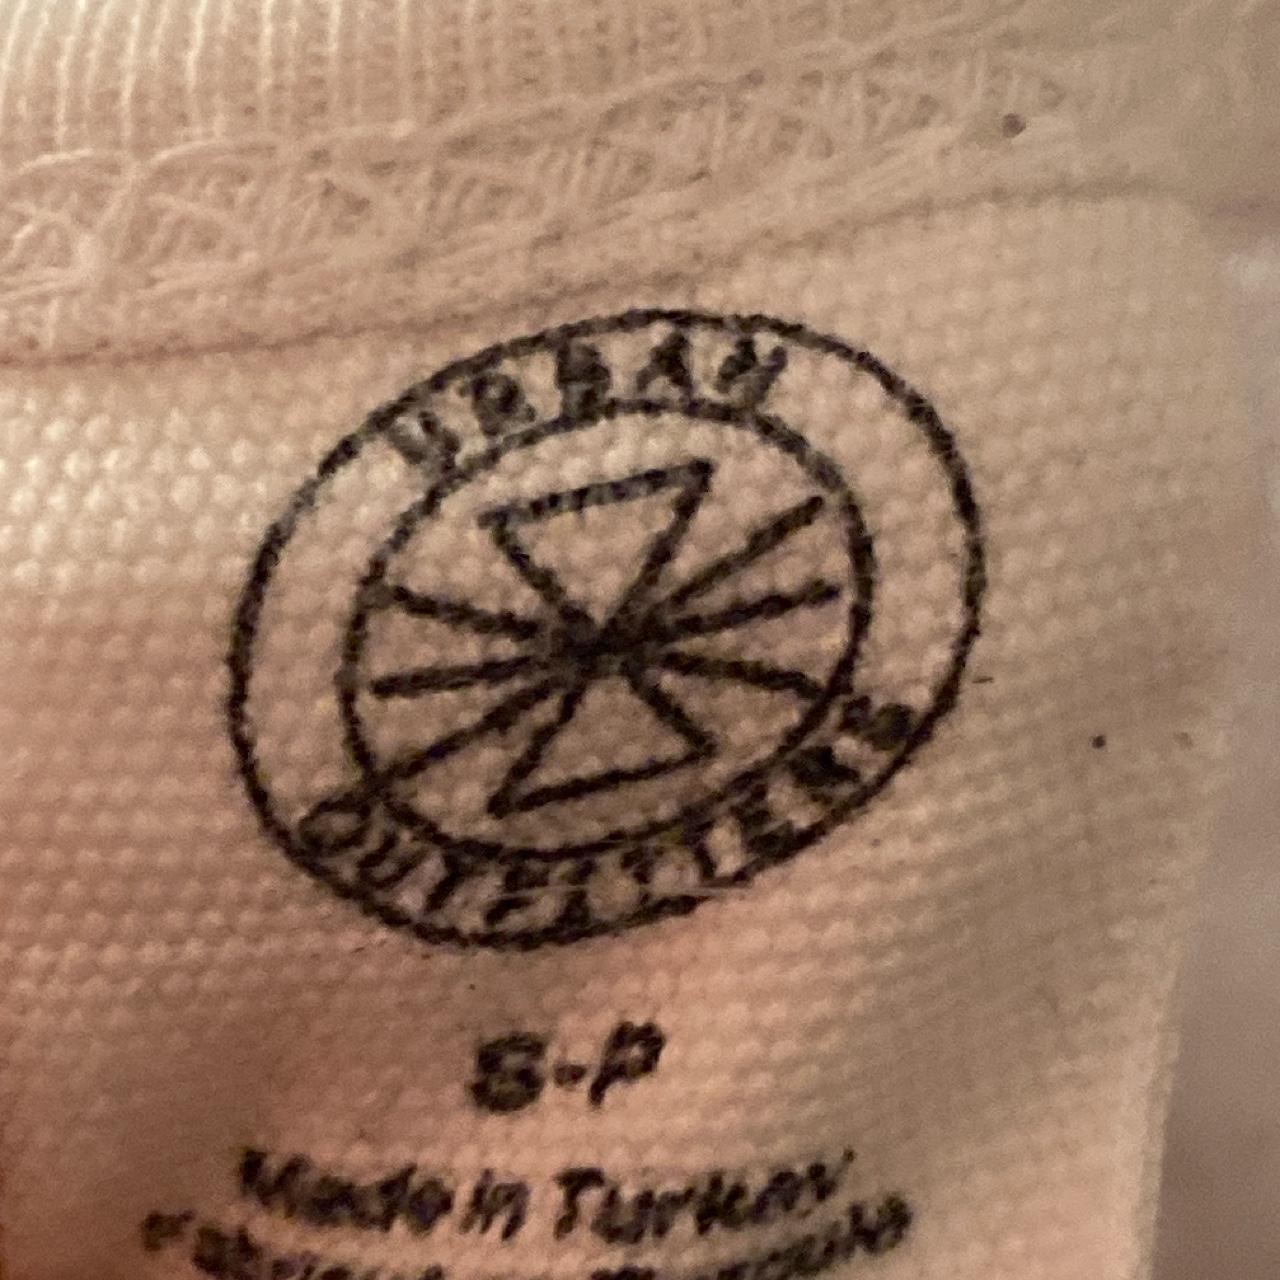 URBAN
OUTFITTERS
S-P
Made in Turkey